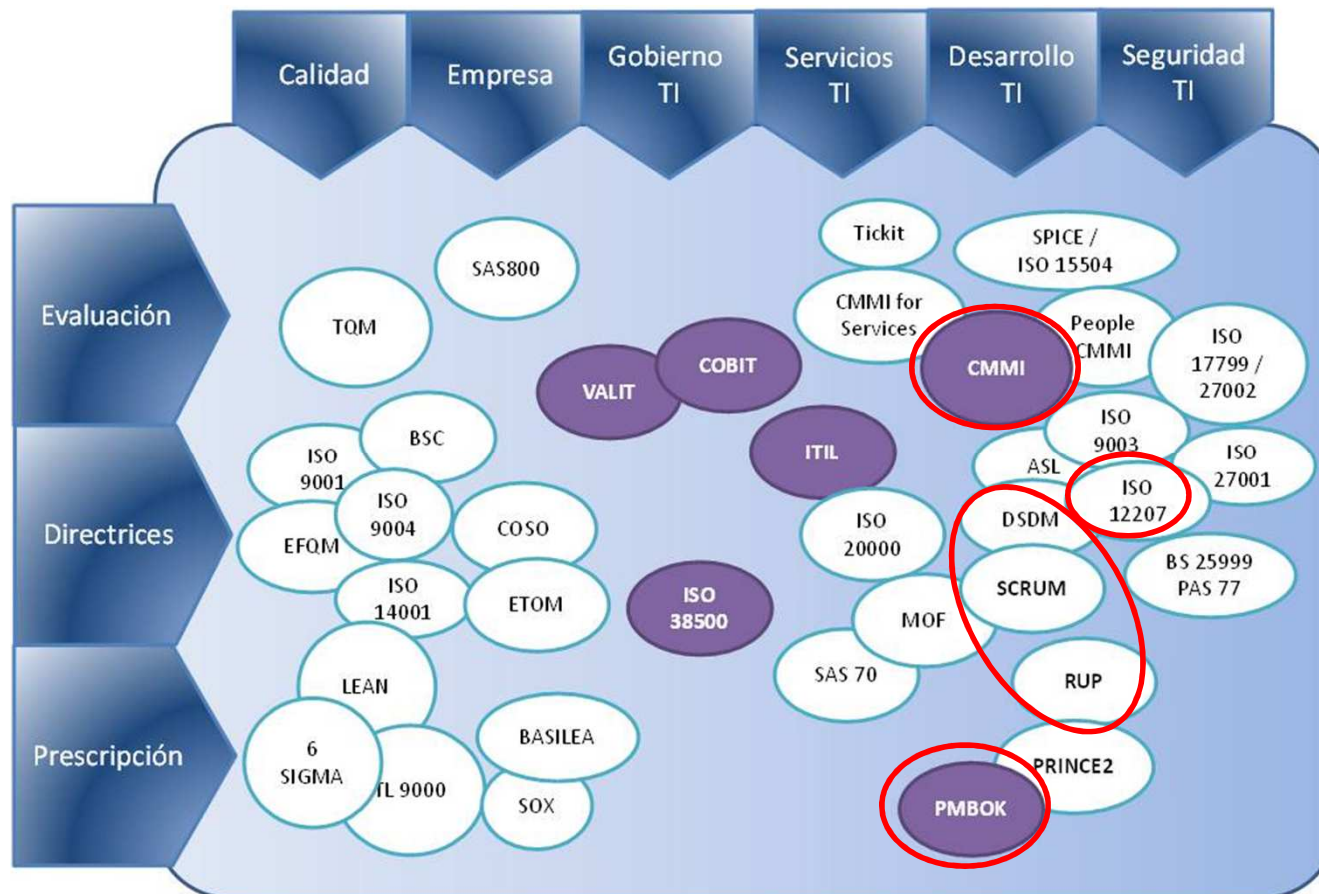 Calidad
Empresa
Gobierno
TI
Servicios
TI
Desarrollo
TI
Seguridad
TI
Evaluación
Directrices
Prescripción
SAS800
TQM
Tickit
SPICE /
ISO 15504
CMMI for
Services
People
CMMI
CMMI
ISO
17799 /
27002
VALIT
COBIT
ITIL
BSC
ISO
9001
ISO
9004
EFQM
ISO
14001
COSO
ETOM
ISO
38500
ISO
20000
MOF
SAS 70
ISO
9003
ASL
ISO
12207
ISO
27001
DSDM
SCRUM
RUP
BS 25999
PAS 77
LEAN
6
SIGMA
TL 9000
BASILEA
SOX
PRINCE2
PMBOK